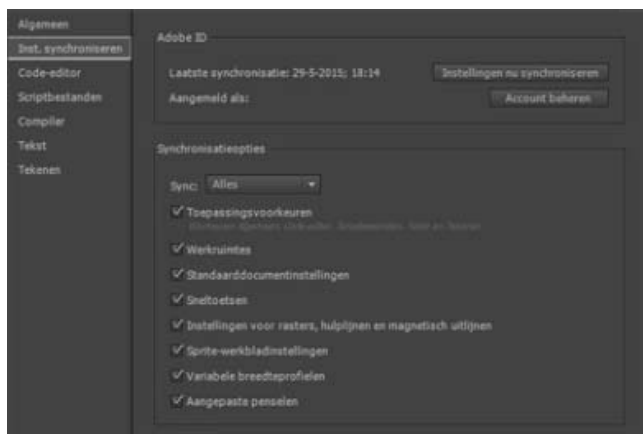 Algemeen
Inst. synchroniseren
Code-editor
Scriptbestanden
Compiler
Tekst
Tekenen
Adobe ID
Laatste synchronisatie: 29-5-2015; 18:14
Instellingen nu synchroniseren
Aangemeld als:
Account beheren
Synchronisatieopties
Sync: Alles
Toepassingsvoorkeuren
Werkruimtes
Standaarddocumentinstellingen
Sneltoetsen
Instellingen voor rasters, hulplijnen en magnetisch uitlijnen
Sprite-werkbladinstellingen
Variabele breedteprofielen
Aangepaste penselen